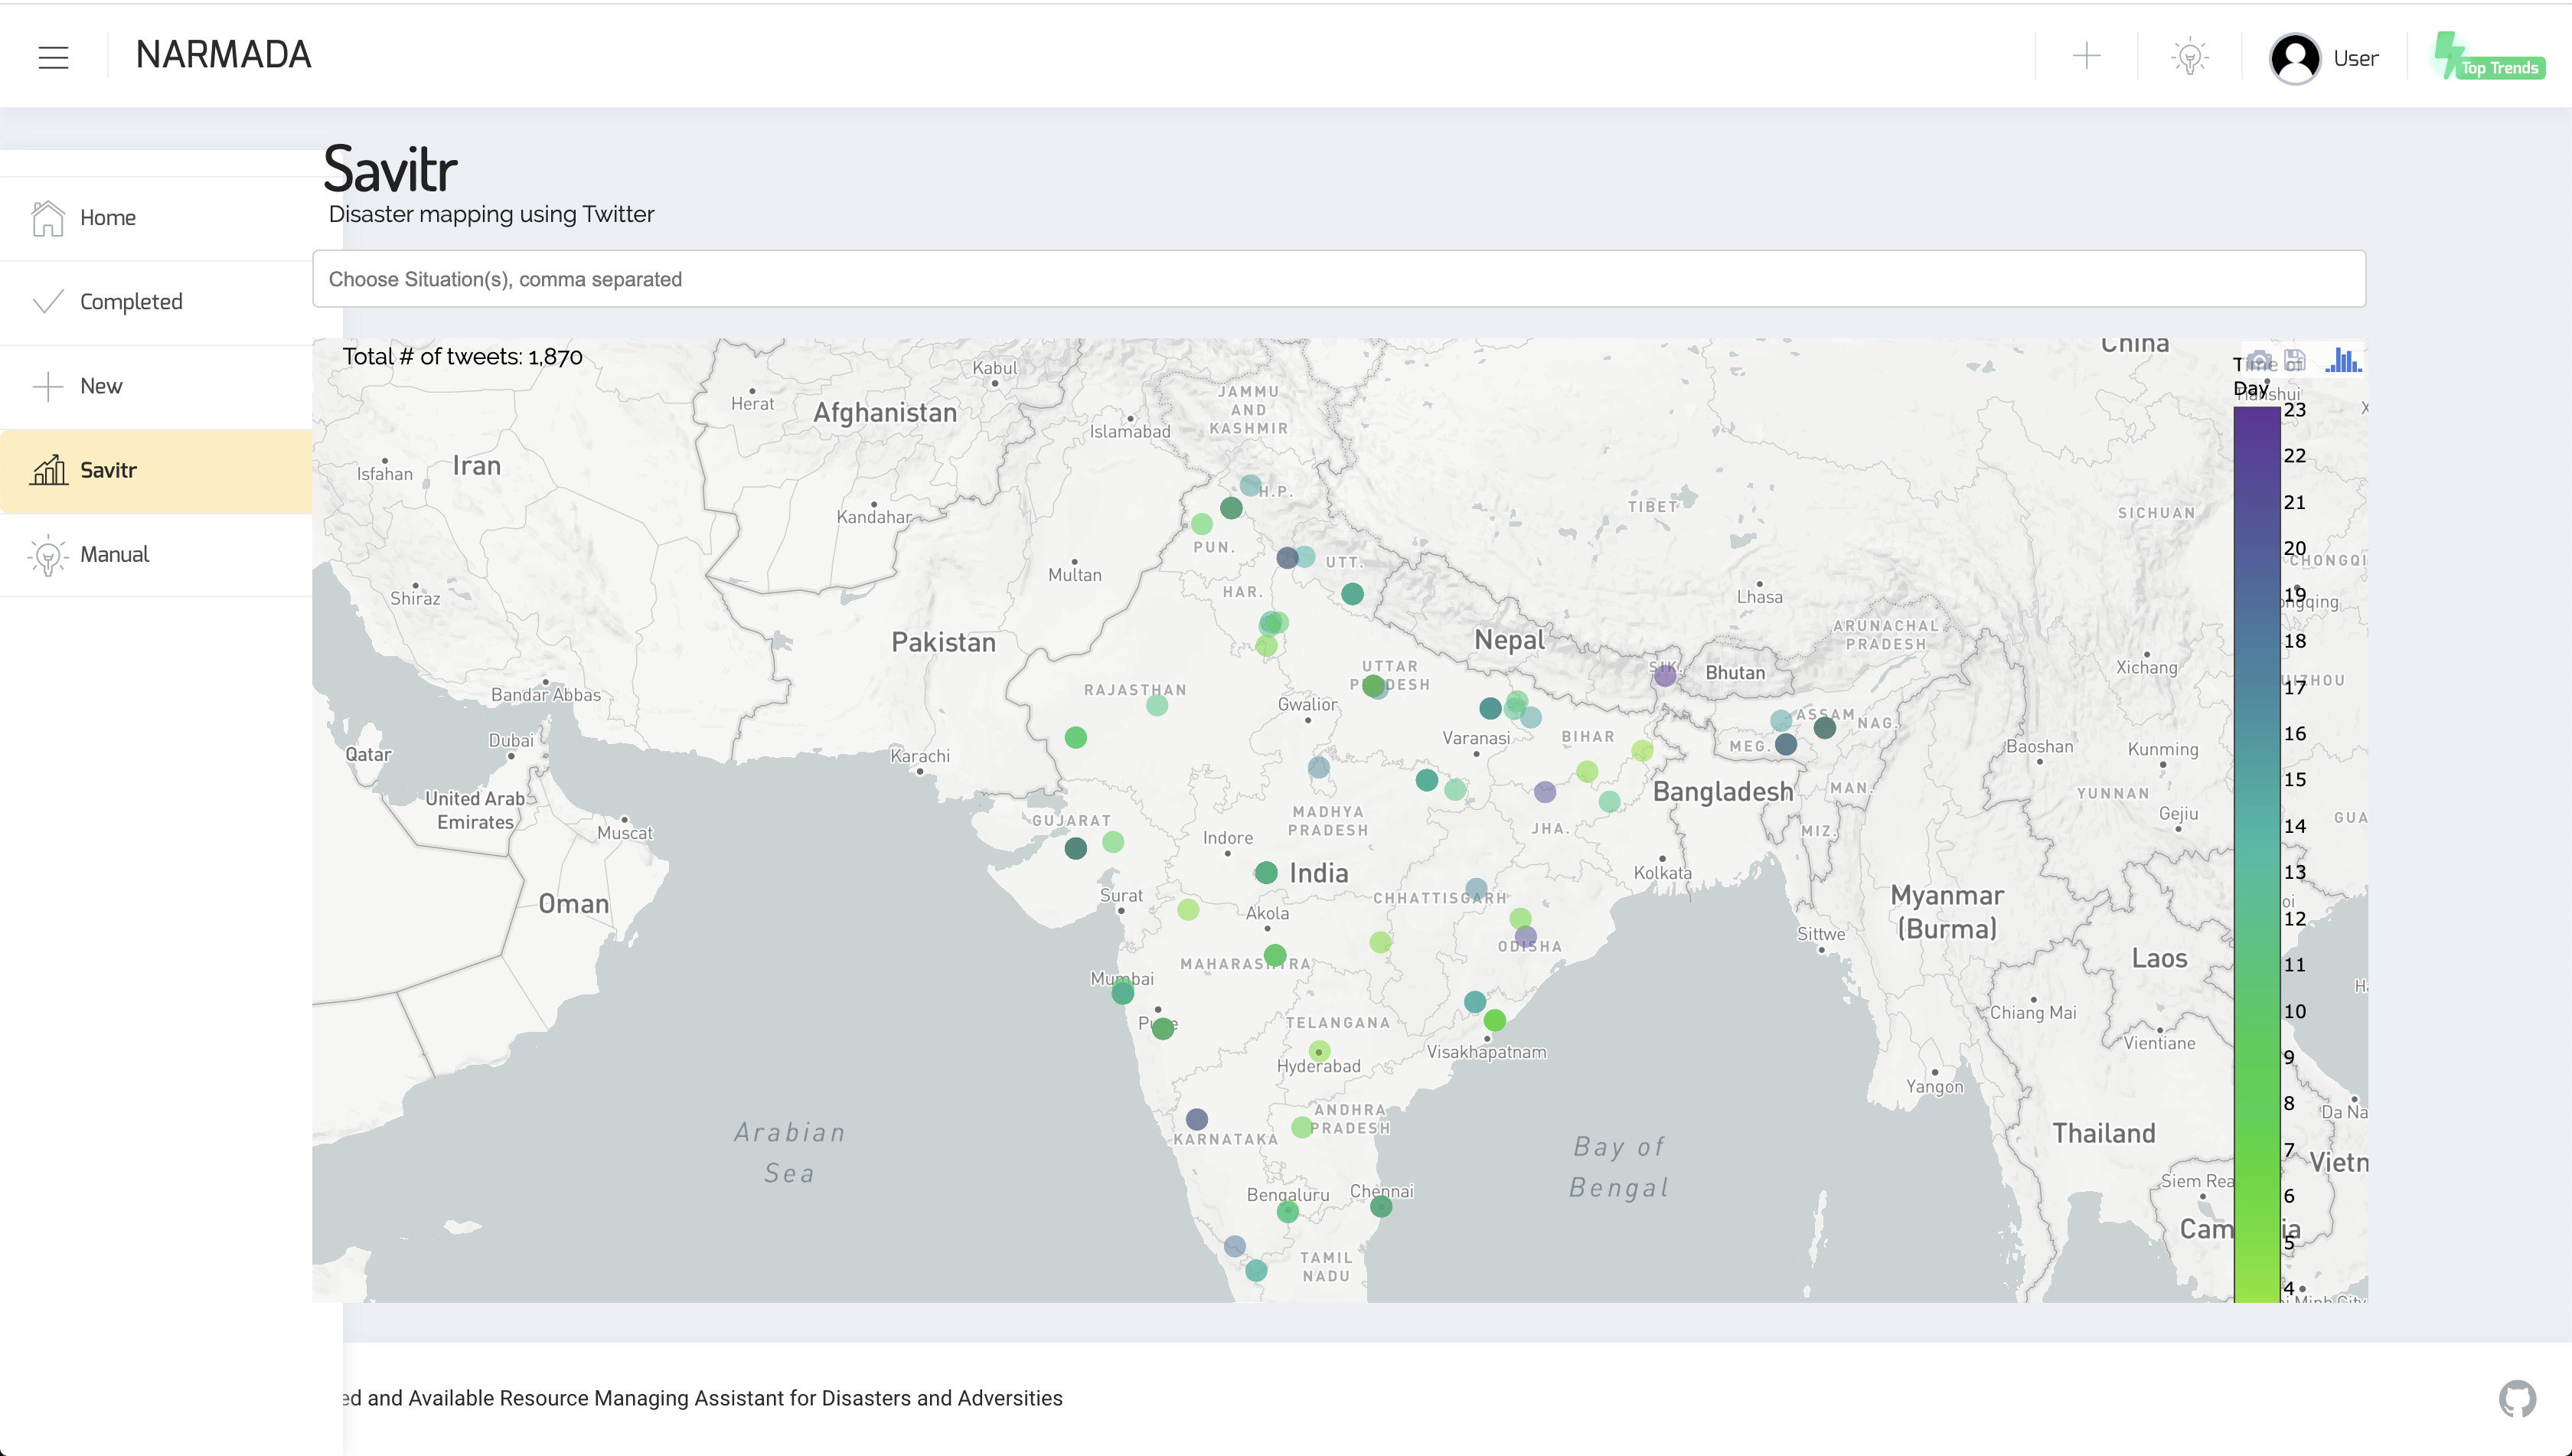 NARMADA
User
Top Trends
Home
Completed
New
Savitr
Manual
Savitr
Disaster mapping using Twitter
Choose Situation(s), comma separated
Total # of tweets: 1,870
China
Kabul
Herat
Afghanistan
JAMMU
AND
KASHMIR
Islamabad
Isfahan
Iran
H.P.
Kandahar
TIBET
SICHUAN
PUN.
UTT.
Multan
HAR.
Shiraz
Lhasa
Pakistan
Nepal
ARUNACHAL
PRADESH
Xichang
Bandar Abbas
RAJASTHAN
UTTAR
PRADESH
SIK.
Bhutan
Gwalior
ASSAM
NAG.
Dubai
Qatar
Karachi
Varanasi
BIHAR
MEG.
Baoshan
Kunming
United Arab
Emirates
Bangladesh
MAN.
YUNNAN
Gejiu
Muscat
GUJARAT
MADHYA
PRADESH
Indore
JHA.
MIZ.
GUA
India
Kolkata
Oman
Surat
Akola
CHHATTISGARH
Myanmar
(Burma)
Sittwe
ODISHA
Laos
MAHARASHTRA
Mumbai
Pune
TELANGANA
Hyderabad
Visakhapatnam
Chiang Mai
Vientiane
Yangon
ANDHRA
PRADESH
KARNATAKA
Arabian
Sea
Bay of
Bengal
Thailand
Da Na
Vietn
Bengaluru
Chennai
Siem Rea
TAMIL
NADU
Time of
Day
23
22
21
20
19
18
17
16
15
14
13
12
11
10
9
8
7
6
5
4
ed and Available Resource Managing Assistant for Disasters and Adversities